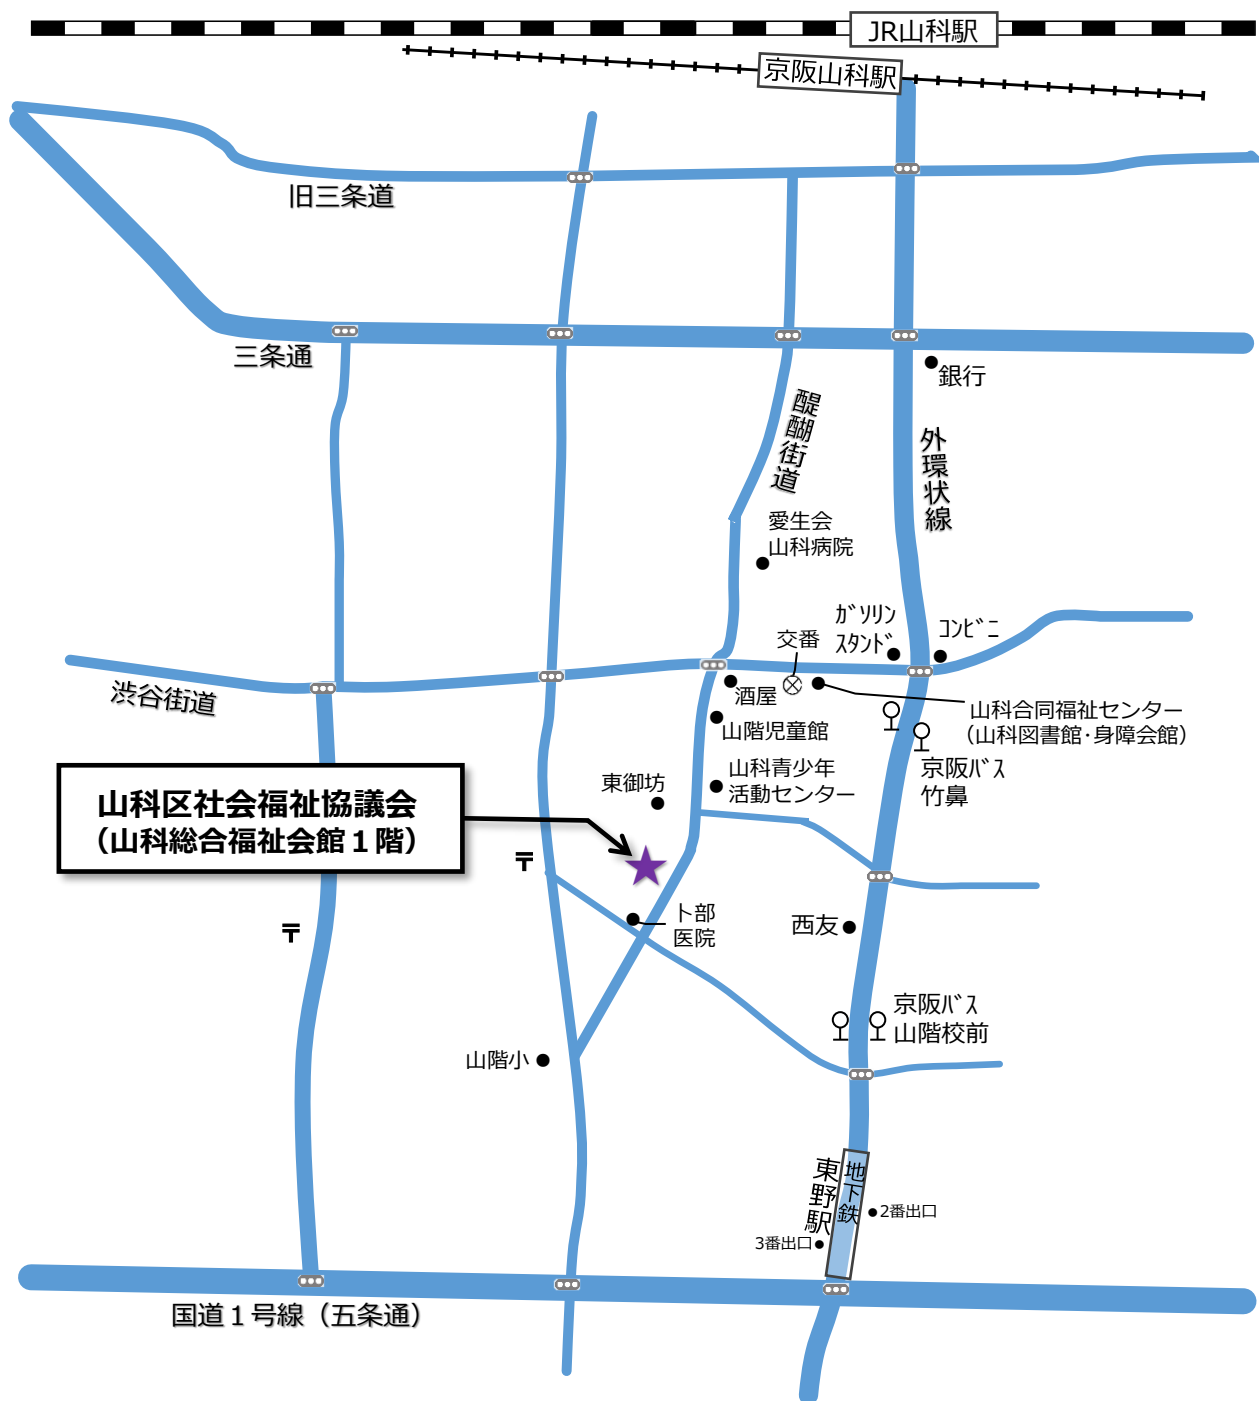 JR山科駅
京阪山科駅
旧三条道
三条通
銀行
醍醐街道
外環状線
愛生会
山科病院
ｶﾞｿﾘﾝ
ｽﾀﾝﾄﾞ
ｺﾝﾋﾞﾆ
交番
渋谷街道
酒屋
山科合同福祉センター
（山科図書館･身障会館）
山階児童館
京阪ﾊﾞｽ
竹鼻
山科青少年
活動センター
東御坊
山科区社会福祉協議会
（山科総合福祉会館１階）
〒
卜部
医院
西友
〒
京阪ﾊﾞｽ
山階校前
山階小
地下鉄
東野駅
2番出口
3番出口
国道１号線（五条通）